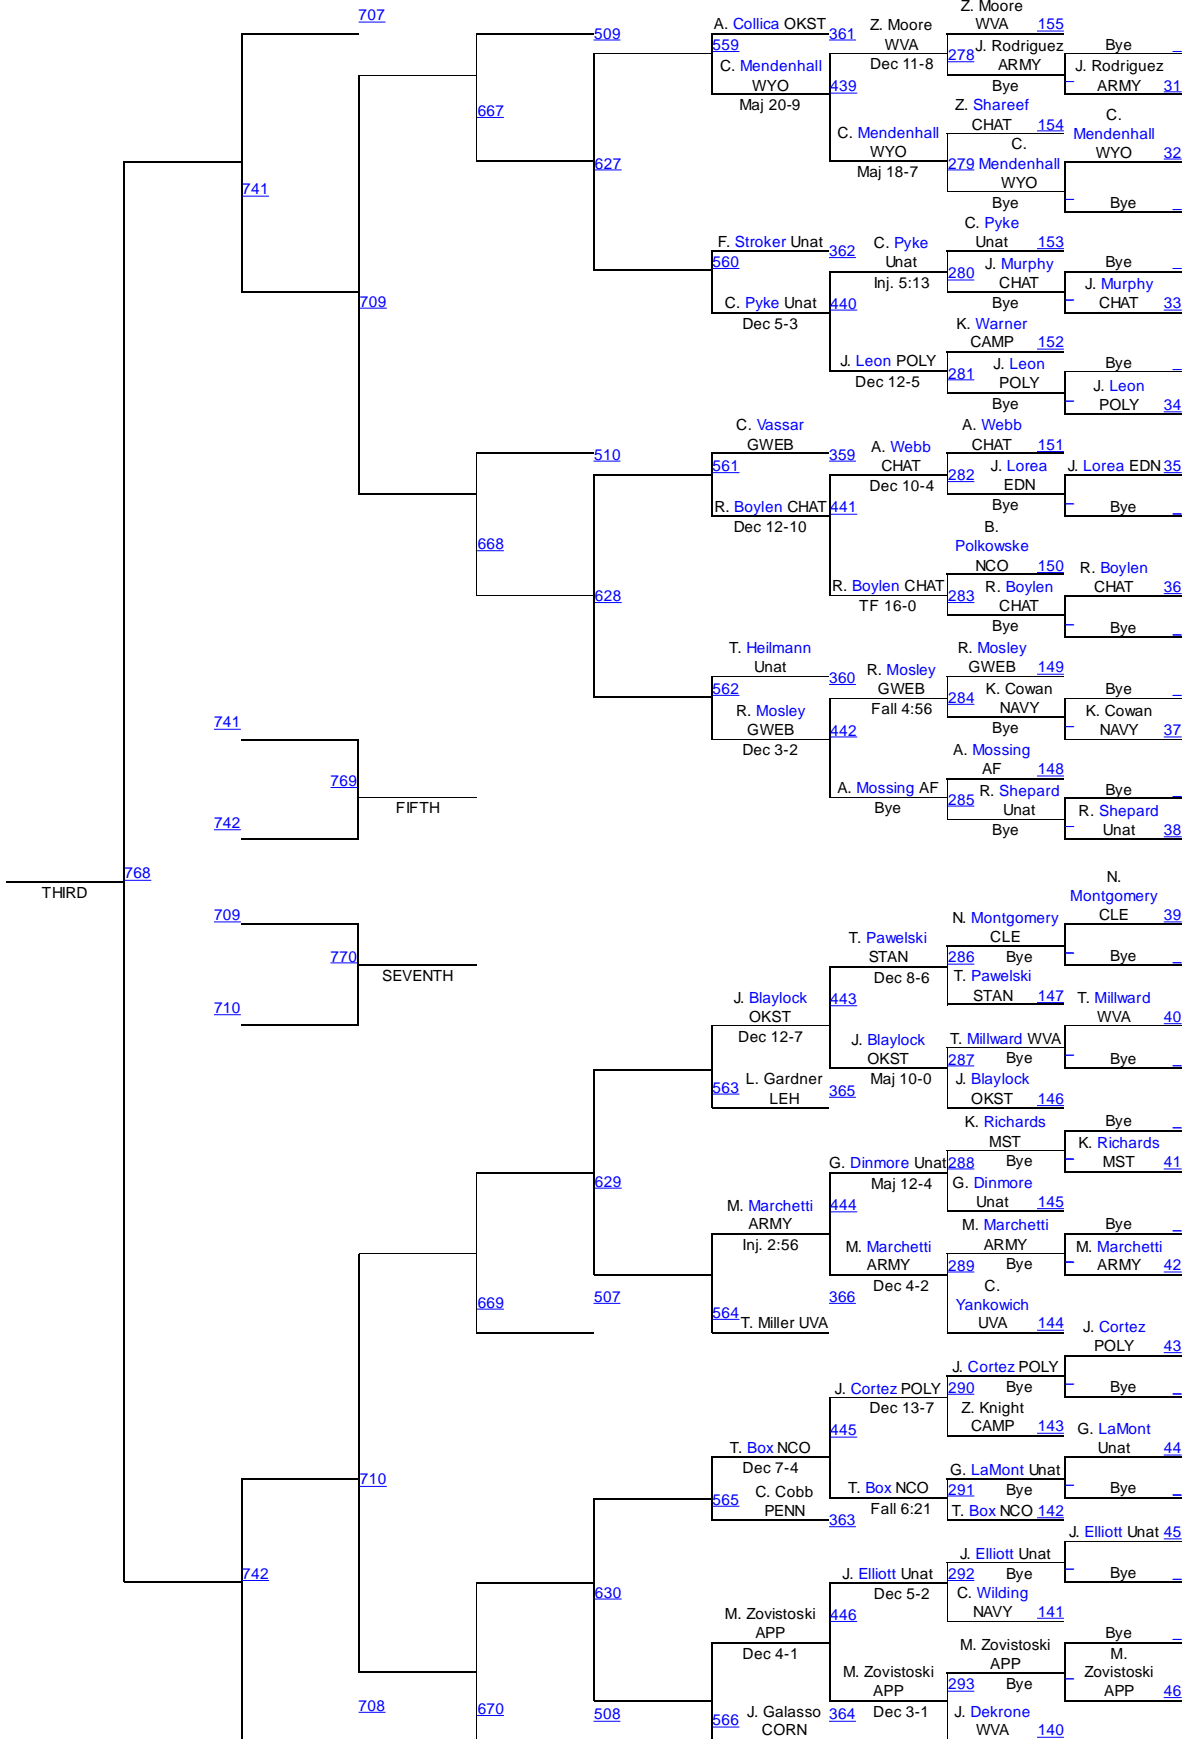 707
Z. Moore
WVA 155
509
A. Collica OKST 361
Z. Moore
WVA
Dec 11-8
559
278 J. Rodriguez
ARMY
Bye
Bye
J. Rodriguez
ARMY 31
C. Mendenhall
WYO
Maj 20-9
439
667
Z. Shareef
CHAT 154
C.
Mendenhall
WYO 32
C. Mendenhall
WYO
Maj 18-7
C.
279 Mendenhall
WYO
Bye
Bye
627
741
F. Stroker Unat 362
560
C. Pyke
Unat
Inj. 5:13
C. Pyke
Unat 153
280 J. Murphy
CHAT
Bye
Bye
J. Murphy
CHAT 33
709
C. Pyke Unat
Dec 5-3
440
K. Warner
CAMP 152
J. Leon POLY
Dec 12-5
281 J. Leon
POLY
Bye
Bye
J. Leon
POLY 34
C. Vassar
GWEB
359
510
561
A. Webb
CHAT
Dec 10-4
A. Webb
CHAT 151
282 J. Lorea
EDN
Bye
J. Lorea EDN 35
Bye
R. Boylen CHAT
Dec 12-10
441
668
B.
Polkowske
NCO 150
R. Boylen
CHAT 36
R. Boylen CHAT
TF 16-0
283 R. Boylen
CHAT
Bye
Bye
628
T. Heilmann
Unat
360
562
R. Mosley
GWEB
Fall 4:56
R. Mosley
GWEB 149
284 K. Cowan
NAVY
Bye
Bye
K. Cowan
NAVY 37
R. Mosley
GWEB
Dec 3-2
442
741
769
FIFTH
742
A. Mossing
AF 148
A. Mossing AF
Bye
285 R. Shepard
Unat
Bye
Bye
R. Shepard
Unat 38
768
THIRD
709
770
SEVENTH
710
N.
Montgomery
CLE 39
N. Montgomery
CLE
286 Bye
Bye
T. Pawelski
STAN
Dec 8-6
T. Pawelski
STAN 147
J. Blaylock
OKST
Dec 12-7
443
T. Millward
WVA 40
J. Blaylock
OKST
Maj 10-0
T. Millward WVA
287 Bye
Bye
J. Blaylock
OKST 146
563 L. Gardner
LEH
365
K. Richards
MST
Bye
K. Richards
MST 41
G. Dinmore Unat
Maj 12-4
288 Bye
G. Dinmore
Unat 145
629
M. Marchetti
ARMY
Inj. 2:56
444
M. Marchetti
ARMY
Bye
M. Marchetti
ARMY 42
M. Marchetti
ARMY
Dec 4-2
289 Bye
C.
Yankowich
UVA 144
669
507
564 T. Miller UVA
366
J. Cortez
POLY 43
J. Cortez POLY
Dec 13-7
J. Cortez POLY
290 Bye
Bye
Z. Knight
CAMP 143
445
T. Box NCO
Dec 7-4
G. LaMont
Unat 44
710
565 C. Cobb
PENN
363
T. Box NCO
Fall 6:21
G. LaMont Unat
291 Bye
Bye
T. Box NCO 142
J. Elliott Unat 45
742
630
J. Elliott Unat
Dec 5-2
J. Elliott Unat
292 Bye
Bye
C. Wilding
NAVY 141
M. Zovistoski
APP
Dec 4-1
446
M. Zovistoski
APP
Bye
M.
Zovistoski
APP 46
M. Zovistoski
APP
Dec 3-1
293 Bye
708
670
508
566 J. Galasso
CORN
364
J. Dekrone
WVA 140